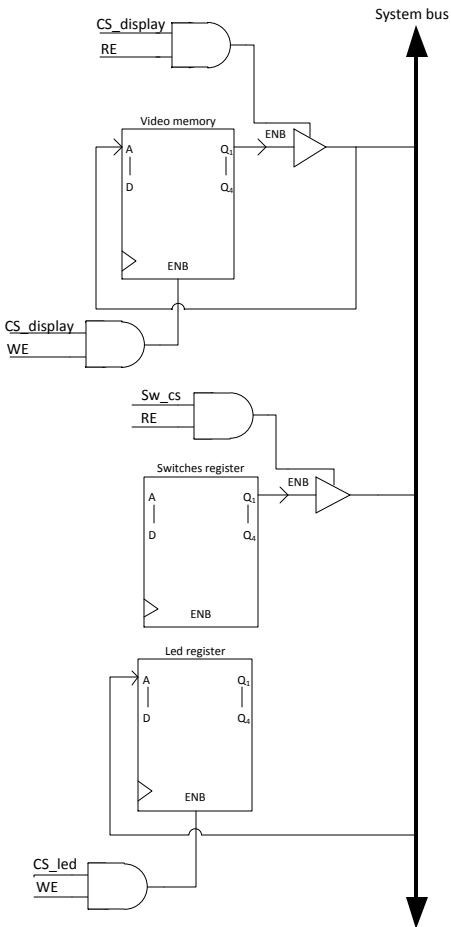 System bus
CS_display
RE
Video memory
ENB
A
Q1
D
Q4
ENB
CS_display
WE
Sw_cs
RE
Switches register
ENB
A
Q1
D
Q4
ENB
Led register
A
Q1
D
Q4
ENB
CS_led
WE